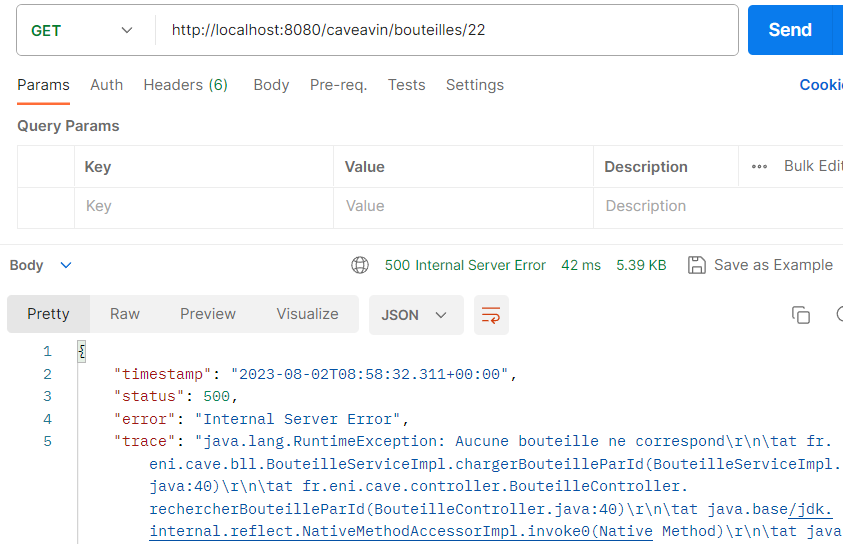 GET http://localhost:8080/caveavin/bouteilles/22 Send
Params Auth Headers (6) Body Pre-req. Tests Settings Cooki
Query Params
Key Value Description ••• Bulk Edit
Key Value Description
Body 500 Internal Server Error 42 ms 5.39 KB Save as Example
Pretty Raw Preview Visualize JSON
1 {
2 "timestamp": "2023-08-02T08:58:32.311+00:00",
3 "status": 500,
4 "error": "Internal Server Error",
5 "trace": "java.lang.RuntimeException: Aucune bouteille ne correspond\r\n\tat fr.
eni.cave.bll.BouteilleServiceImpl.chargerBouteilleParId(BouteilleServiceImpl.
java:40)\r\n\tat fr.eni.cave.controller.BouteilleController.
rechercherBouteilleParId(BouteilleController.java:40)\r\n\tat java.base/jdk.
internal.reflect.NativeMethodAccessorImpl.invoke0(Native Method)\r\n\tat java